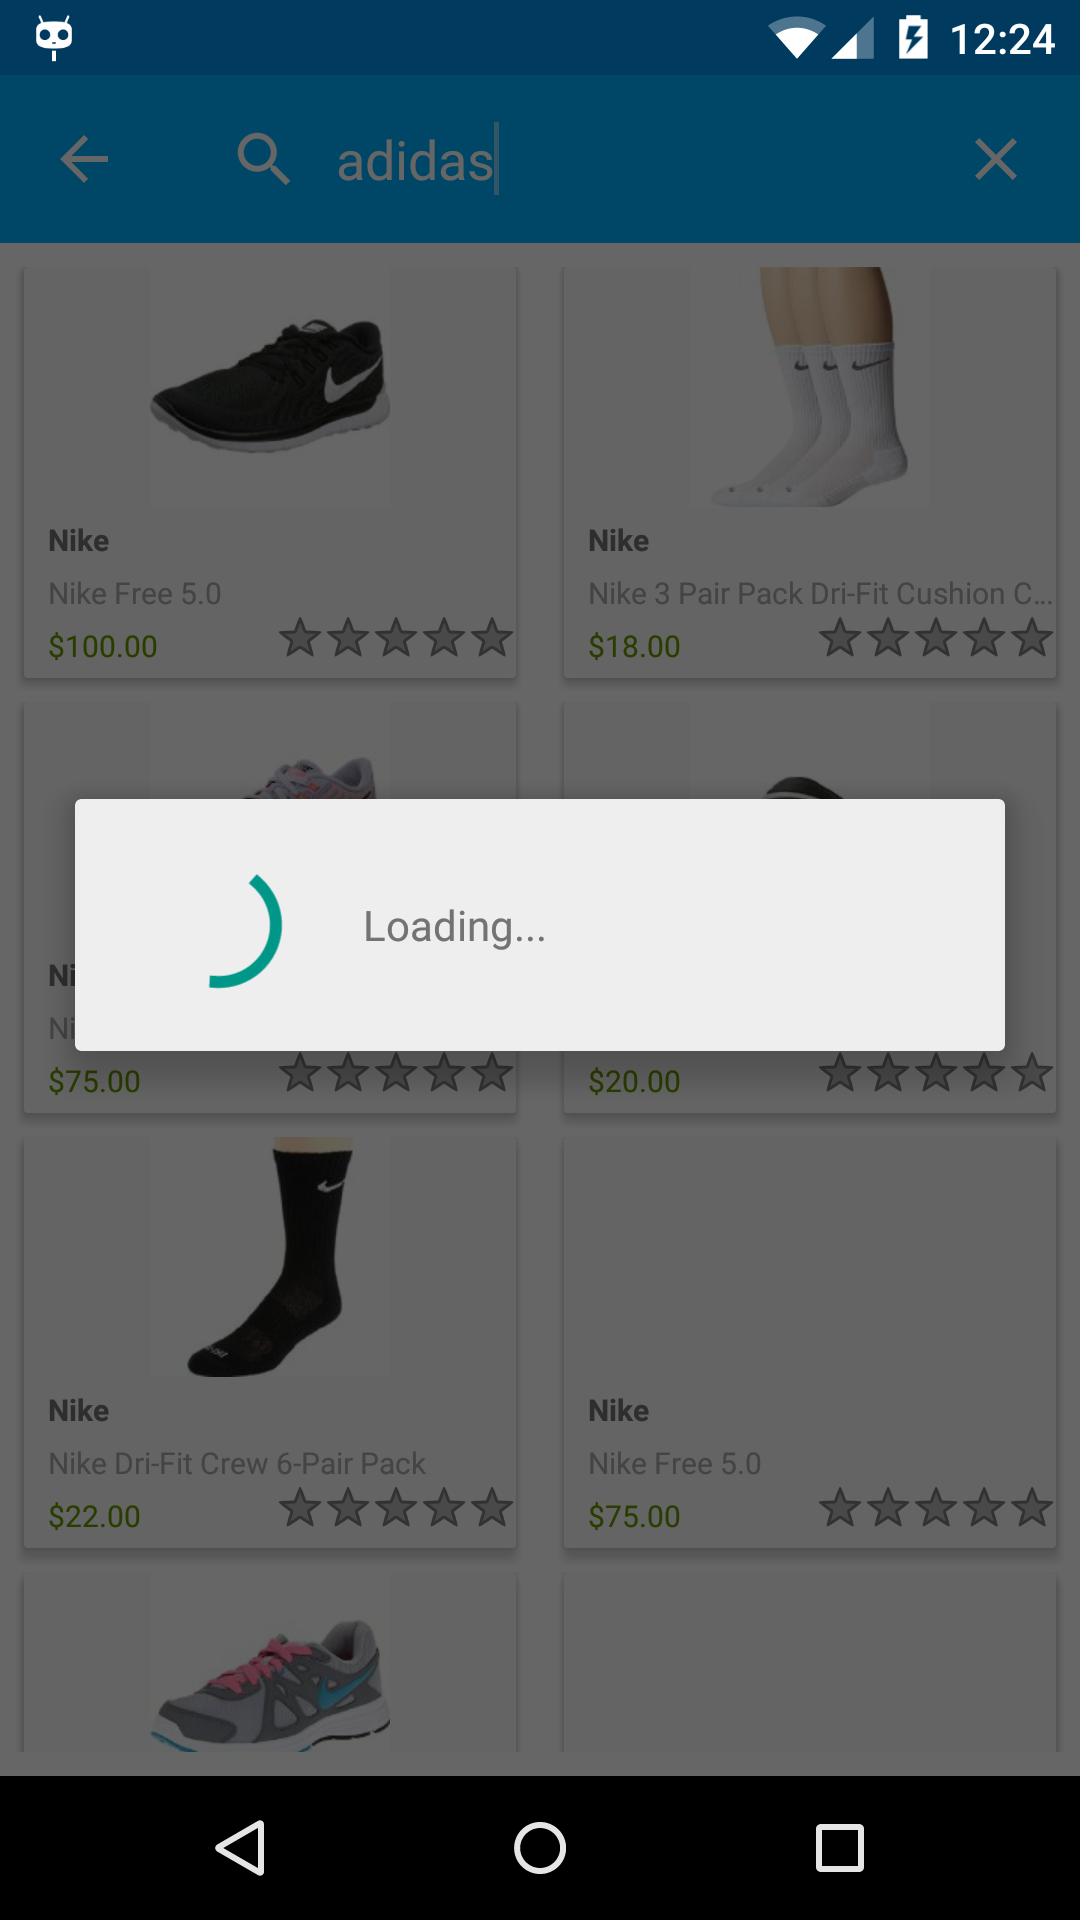 12:24
adidas
Nike
Nike Free 5.0
$100.00
Nike
Nike 3 Pair Pack Dri-Fit Cushion C...
$18.00
Loading...
Ni
Ni
$75.00
$20.00
Nike
Nike Dri-Fit Crew 6-Pair Pack
$22.00
Nike
Nike Free 5.0
$75.00